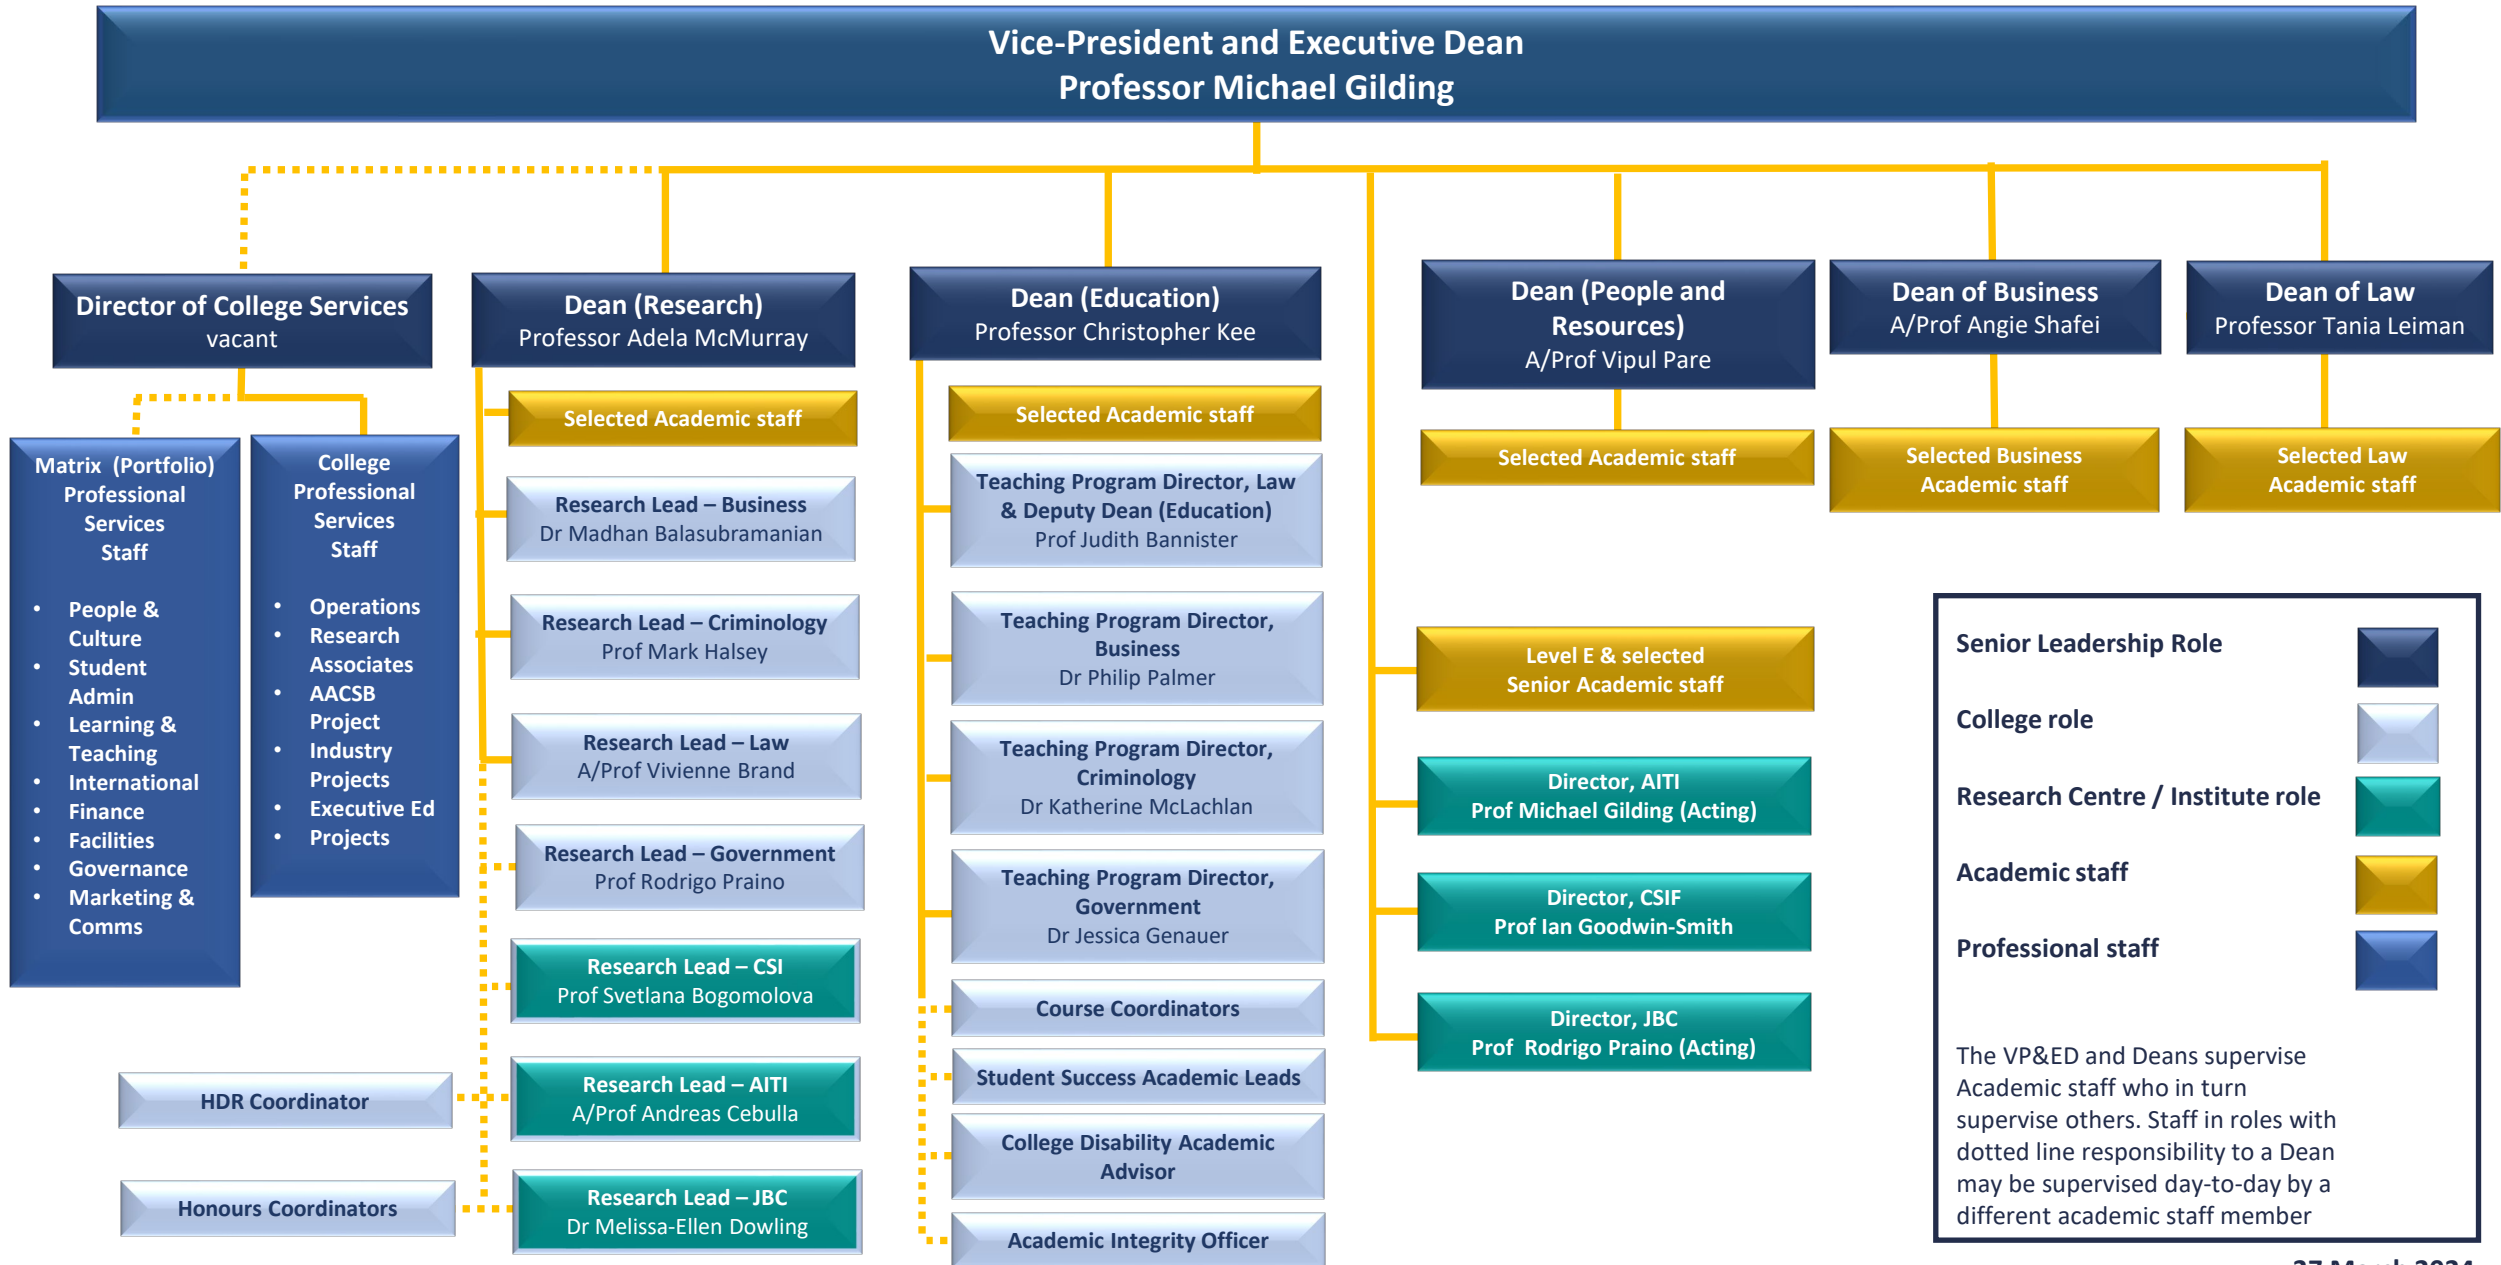 Vice-President and Executive Dean
Professor Michael Gilding
Director of College Services
vacant
Dean (Research)
Professor Adela McMurray
Dean (Education)
Professor Christopher Kee
Dean (People and
Resources)
A/Prof Vipul Pare
Dean of Business
A/Prof Angie Shafei
Dean of Law
Professor Tania Leiman
Matrix (Portfolio)
Professional
Services
Staff
• People &
Culture
• Student
Admin
• Learning &
Teaching
• International
• Finance
• Facilities
• Governance
• Marketing &
Comms
College
Professional
Services
Staff
• Operations
• Research
Associates
• AACSB
Project
• Industry
Projects
• Executive Ed
• Projects
Selected Academic staff
Research Lead – Business
Dr Madhan Balasubramanian
Research Lead – Criminology
Prof Mark Halsey
Research Lead – Law
A/Prof Vivienne Brand
Research Lead – Government
Prof Rodrigo Praino
Research Lead – CSI
Prof Svetlana Bogomolova
HDR Coordinator
Research Lead – AITI
A/Prof Andreas Cebulla
Honours Coordinators
Research Lead – JBC
Dr Melissa-Ellen Dowling
Selected Academic staff
Teaching Program Director, Law
& Deputy Dean (Education)
Prof Judith Bannister
Teaching Program Director,
Business
Dr Philip Palmer
Teaching Program Director,
Criminology
Dr Katherine McLachlan
Teaching Program Director,
Government
Dr Jessica Genauer
Course Coordinators
Student Success Academic Leads
College Disability Academic
Advisor
Academic Integrity Officer
Selected Academic staff
Level E & selected
Senior Academic staff
Director, AITI
Prof Michael Gilding (Acting)
Director, CSIF
Prof Ian Goodwin-Smith
Director, JBC
Prof Rodrigo Praino (Acting)
Selected Business
Academic staff
Selected Law
Academic staff
Senior Leadership Role
College role
Research Centre / Institute role
Academic staff
Professional staff
The VP&ED and Deans supervise
Academic staff who in turn
supervise others. Staff in roles with
dotted line responsibility to a Dean
may be supervised day-to-day by a
different academic staff member
27 March 2024